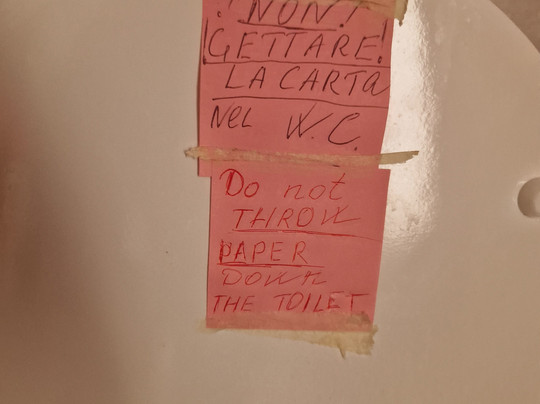 ! NON!
!GETTARE!
LA CARTa
Nel W.C.
Do not
THROW
PAPER
DOWN
THE TOILET